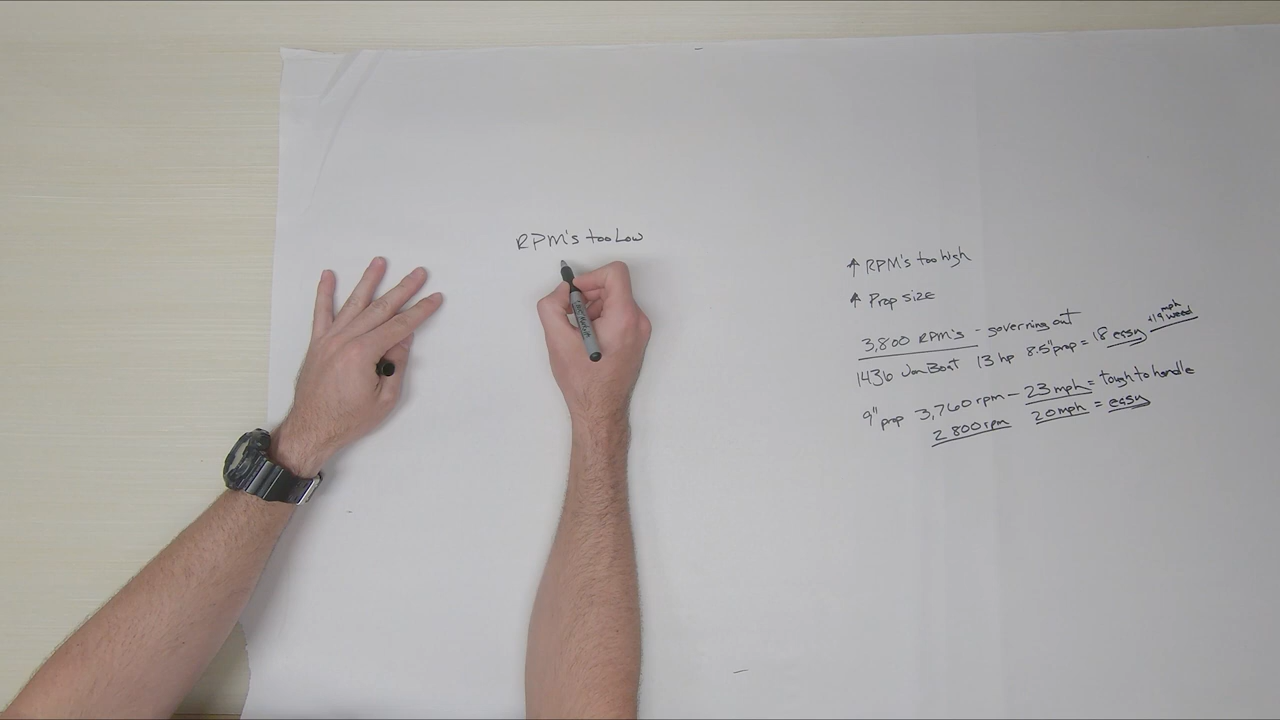 RPM's too Low
↑ RPM's too high
↑ Prop size
3,800 RPM's - governing out
1436 Jon Boat 13 hp 8.5" prop = 18 easy +19 mph weed
9" prop 3,760 rpm - 23 mph = tough to handle
2800 rpm 20 mph = easy